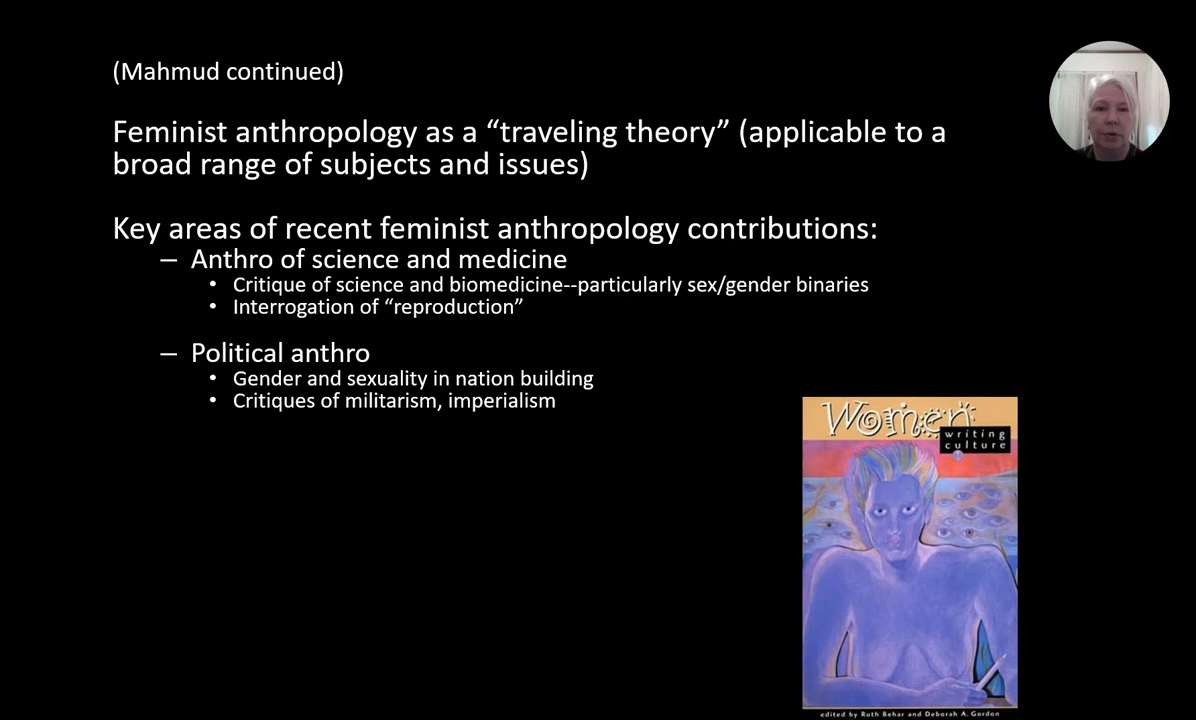 (Mahmud continued)
Feminist anthropology as a “traveling theory” (applicable to a
broad range of subjects and issues)
Key areas of recent feminist anthropology contributions:
– Anthro of science and medicine
• Critique of science and biomedicine--particularly sex/gender binaries
• Interrogation of “reproduction”
– Political anthro
• Gender and sexuality in nation building
• Critiques of militarism, imperialism
Women
writing
culture
edited by Ruth Behar and Deborah A. Gordon